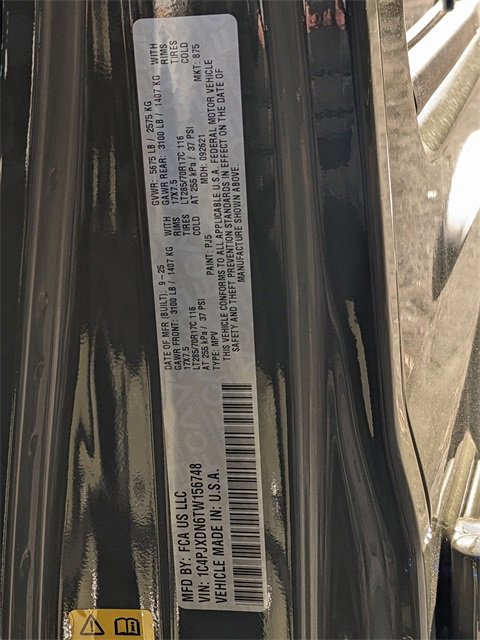 MFD BY: FCA US LLC
VIN: 1C4PJXDN6TW156748
VEHICLE MADE IN: U.S.A.
DATE OF MFR (BUILT): 9-25
GVWR: 5675 LB / 2575 KG
GAWR FRONT: 3100 LB / 1407 KG WITH
17X7.5 RIMS
LT285/70R17C 116 TIRES
AT 255 kPa / 37 PSI COLD
GAWR REAR: 3100 LB / 1407 KG WITH
17X7.5 RIMS
LT285/70R17C 116 TIRES
AT 255 kPa / 37 PSI COLD
TYPE: MPV PAINT: PJ5 MDH: 092621 MKT: 875
THIS VEHICLE CONFORMS TO ALL APPLICABLE U.S.A. FEDERAL MOTOR VEHICLE
SAFETY AND THEFT PREVENTION STANDARDS IN EFFECT ON THE DATE OF
MANUFACTURE SHOWN ABOVE.